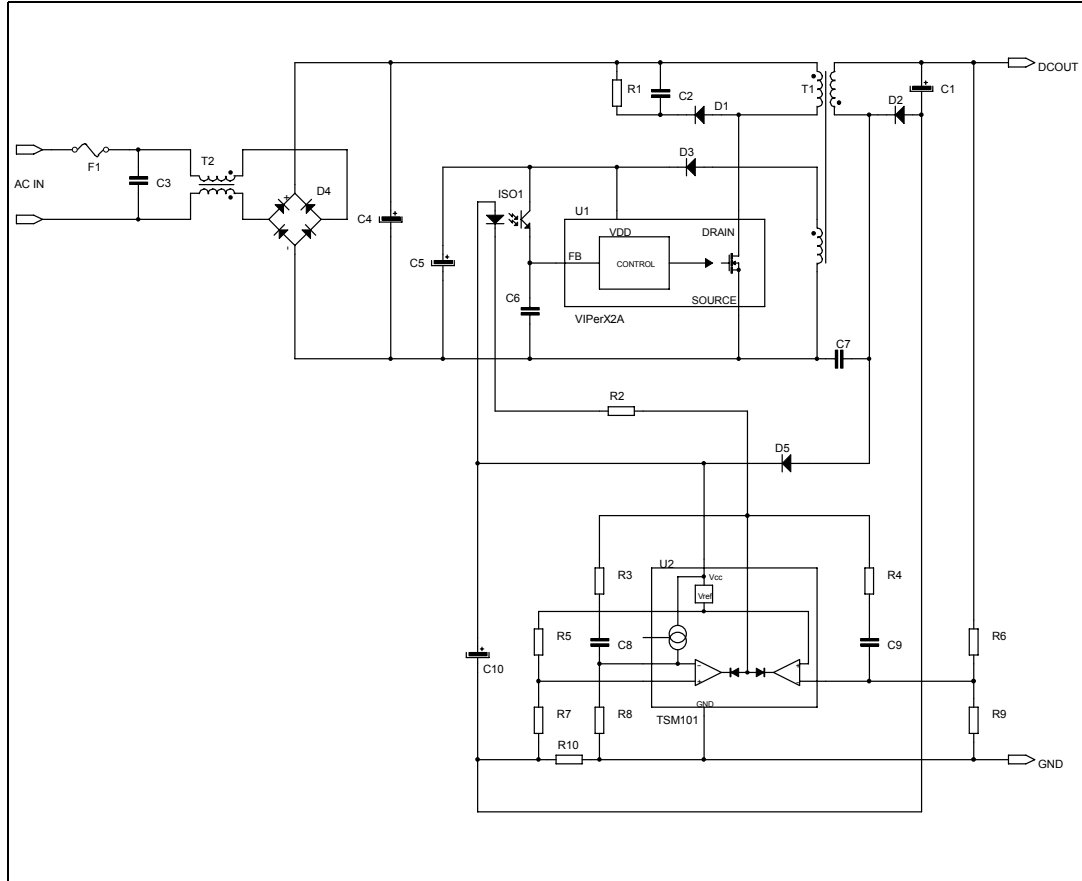 DCOUT
R1
C2
D1
T1
D2
C1
F1
T2
D3
AC IN
C3
D4
ISO1
C4
U1
VDD
DRAIN
C5
FB
CONTROL
C6
SOURCE
VIPerX2A
C7
R2
D5
U2
R3
Vcc
R4
Vref
R5
C8
C9
R6
C10
R7
R8
GND
R9
TSM101
R10
GND